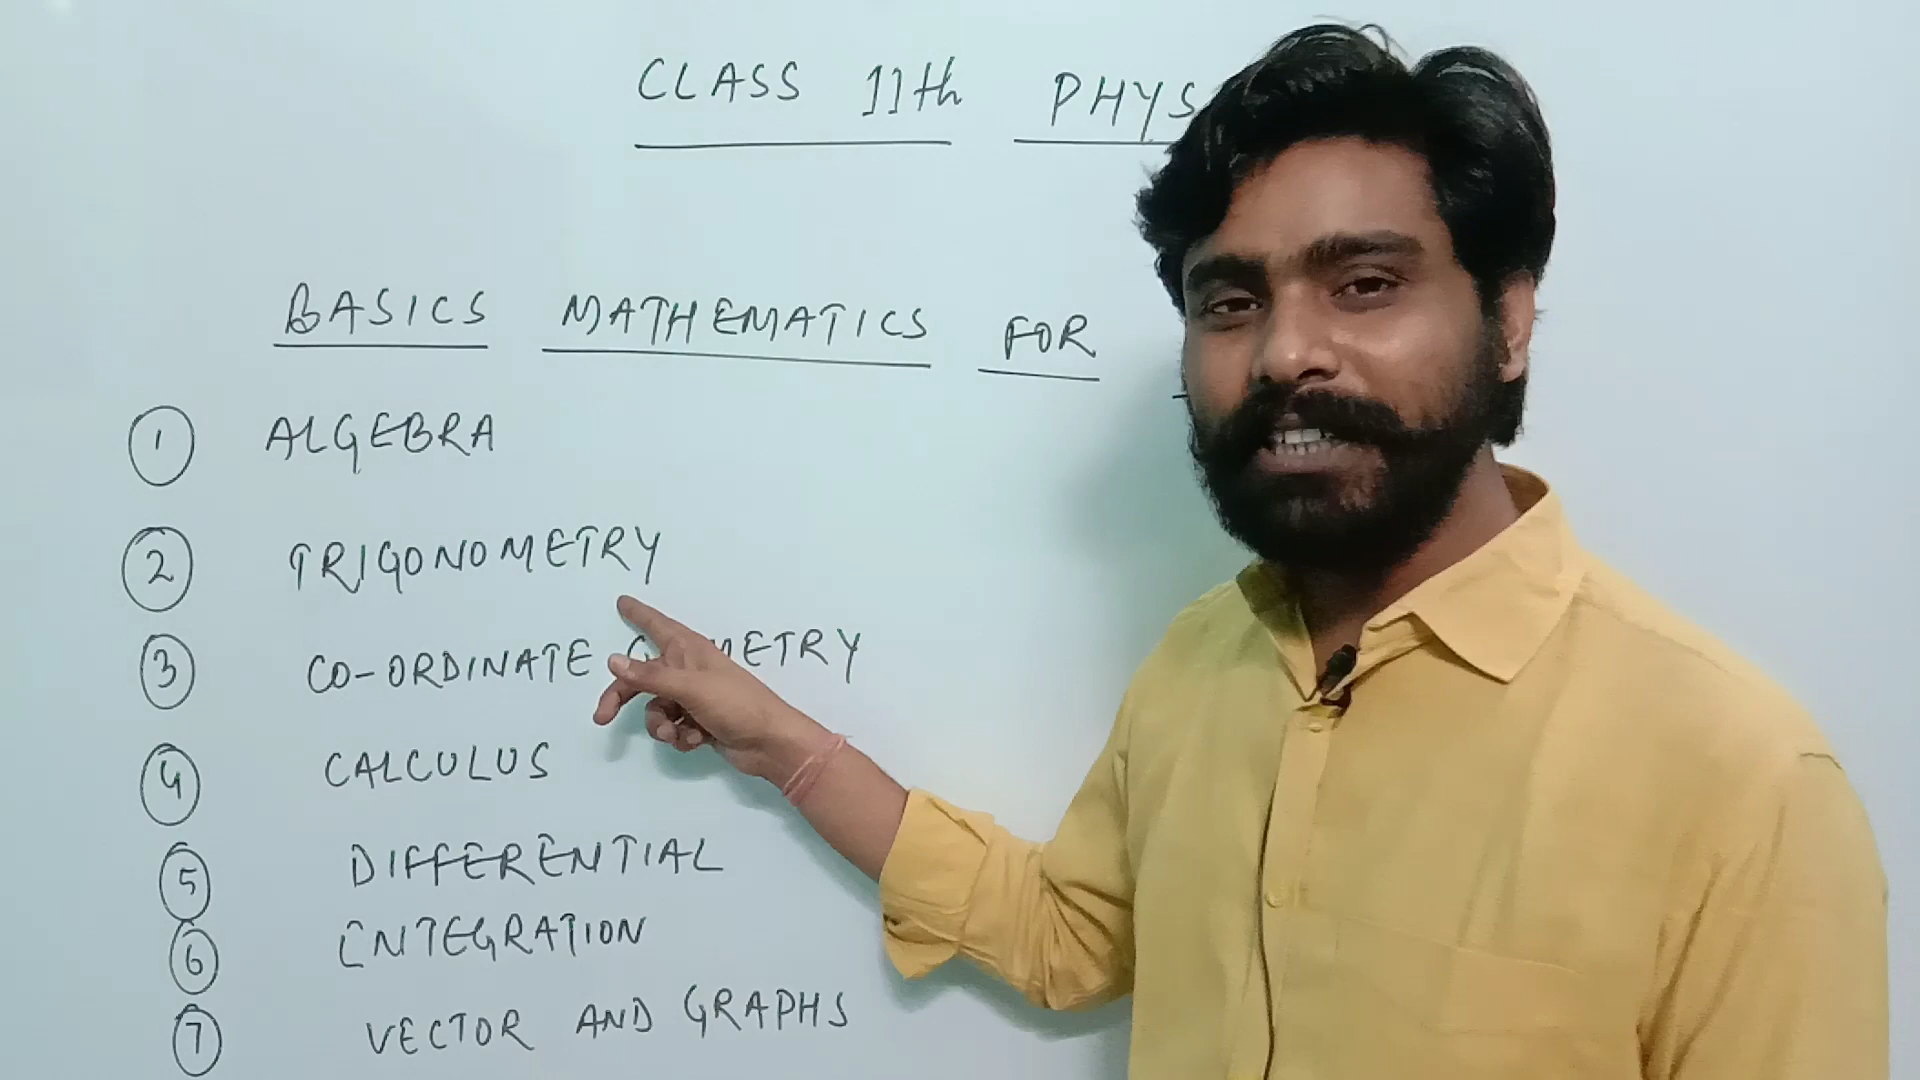 CLASS 11th PHYS
BASICS MATHEMATICS FOR
1 ALGEBRA
2 TRIGONOMETRY
3 CO-ORDINATE METRY
4 CALCULUS
5 DIFFERENTIAL
6 INTEGRATION
7 VECTOR AND GRAPHS